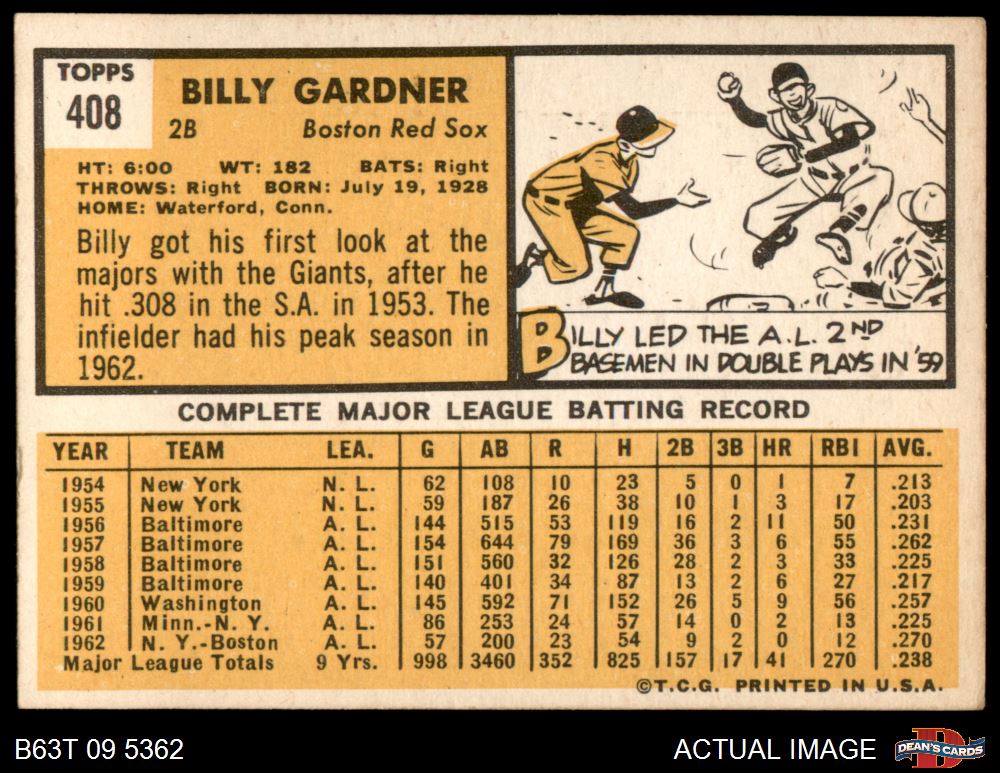 TOPPS
408
BILLY GARDNER
2B Boston Red Sox
HT: 6:00 WT: 182 BATS: Right
THROWS: Right BORN: July 19, 1928
HOME: Waterford, Conn.
Billy got his first look at the
majors with the Giants, after he
hit .308 in the S.A. in 1953. The
infielder had his peak season in
1962.
BILLY LED THE A.L. 2ND
BASEMEN IN DOUBLE PLAYS IN '59
COMPLETE MAJOR LEAGUE BATTING RECORD
YEAR TEAM LEA. G AB R H 2B 3B HR RBI AVG.
1954 New York N. L. 62 108 10 23 5 0 1 7 .213
1955 New York N. L. 59 187 26 38 10 1 3 17 .203
1956 Baltimore A. L. 144 515 53 119 16 2 11 50 .231
1957 Baltimore A. L. 154 644 79 169 36 3 6 55 .262
1958 Baltimore A. L. 151 560 32 126 28 2 3 33 .225
1959 Baltimore A. L. 140 401 34 87 13 2 6 27 .217
1960 Washington A. L. 145 592 71 152 26 5 9 56 .257
1961 Minn.-N. Y. A. L. 86 253 24 57 14 0 2 13 .225
1962 N. Y.-Boston A. L. 57 200 23 54 9 2 0 12 .270
Major League Totals 9 Yrs. 998 3460 352 825 157 17 41 270 .238
©T.C.G. PRINTED IN U.S.A.
B63T 09 5362 ACTUAL IMAGE
D
DEAN'S CARDS